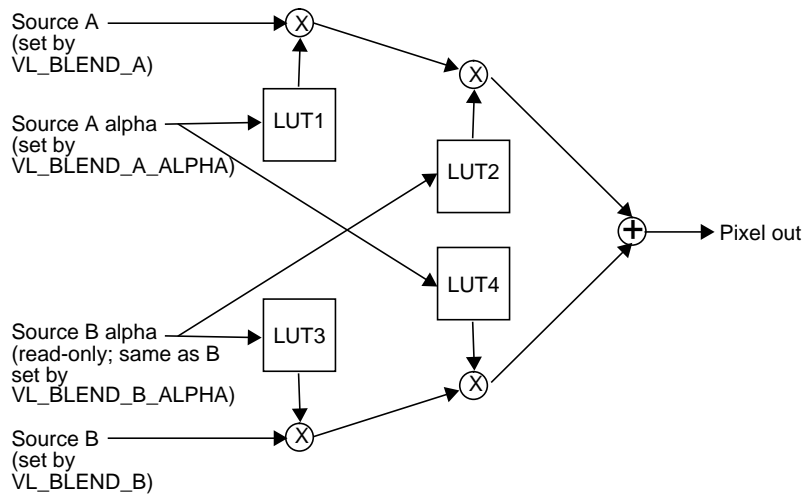 Source A
(set by
VL_BLEND_A)
X
X
LUT1
Source A alpha
(set by
VL_BLEND_A_ALPHA)
LUT2
+
Pixel out
LUT4
Source B alpha
(read-only; same as B
set by
VL_BLEND_B_ALPHA)
LUT3
X
X
Source B
(set by
VL_BLEND_B)